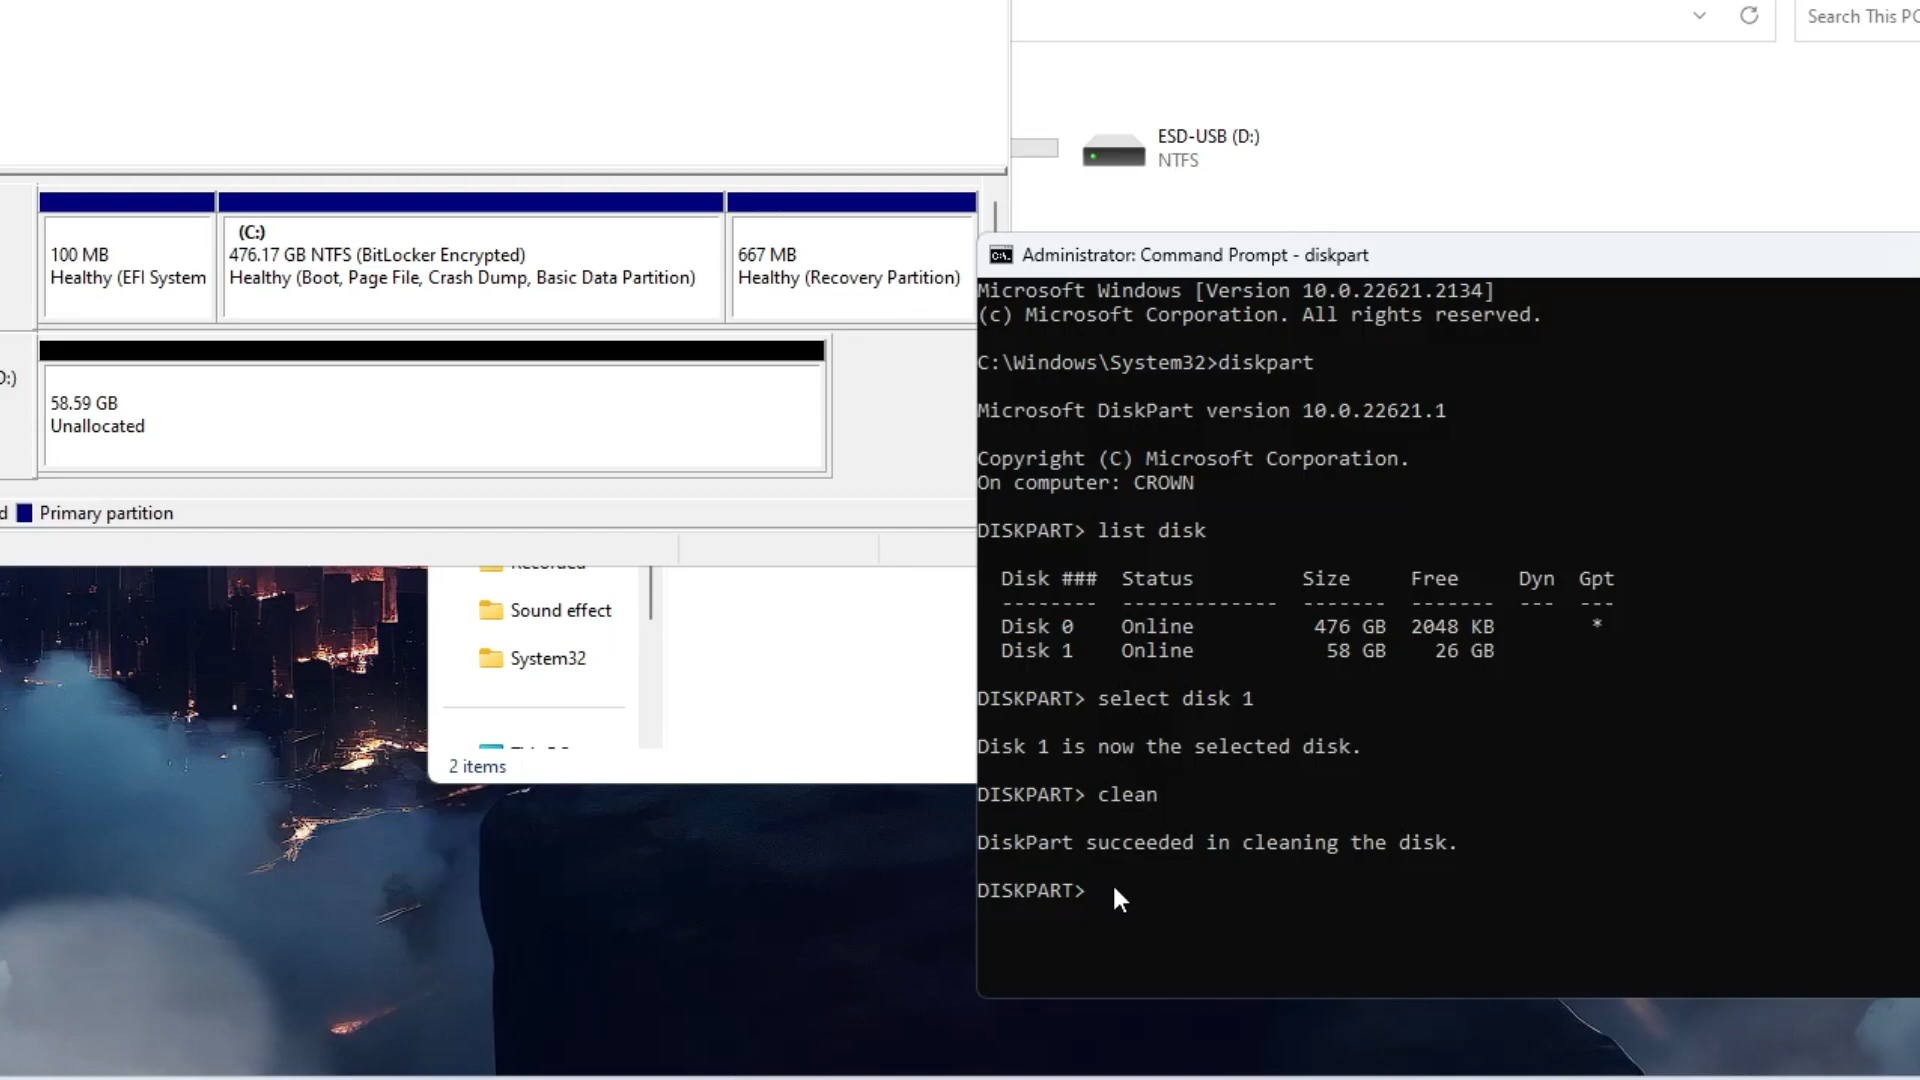 Search This PC
ESD-USB (D:)
NTFS
100 MB
Healthy (EFI System
(C:)
476.17 GB NTFS (BitLocker Encrypted)
Healthy (Boot, Page File, Crash Dump, Basic Data Partition)
667 MB
Healthy (Recovery Partition)
D:)
58.59 GB
Unallocated
d
Primary partition
Recorded
Sound effect
System32
2 items
Administrator: Command Prompt - diskpart
Microsoft Windows [Version 10.0.22621.2134]
(c) Microsoft Corporation. All rights reserved.
C:\Windows\System32>diskpart
Microsoft DiskPart version 10.0.22621.1
Copyright (C) Microsoft Corporation.
On computer: CROWN
DISKPART> list disk
Disk ### Status Size Free Dyn Gpt
-------- ------------- ------- ------- --- ---
Disk 0 Online 476 GB 2048 KB *
Disk 1 Online 58 GB 26 GB
DISKPART> select disk 1
Disk 1 is now the selected disk.
DISKPART> clean
DiskPart succeeded in cleaning the disk.
DISKPART>